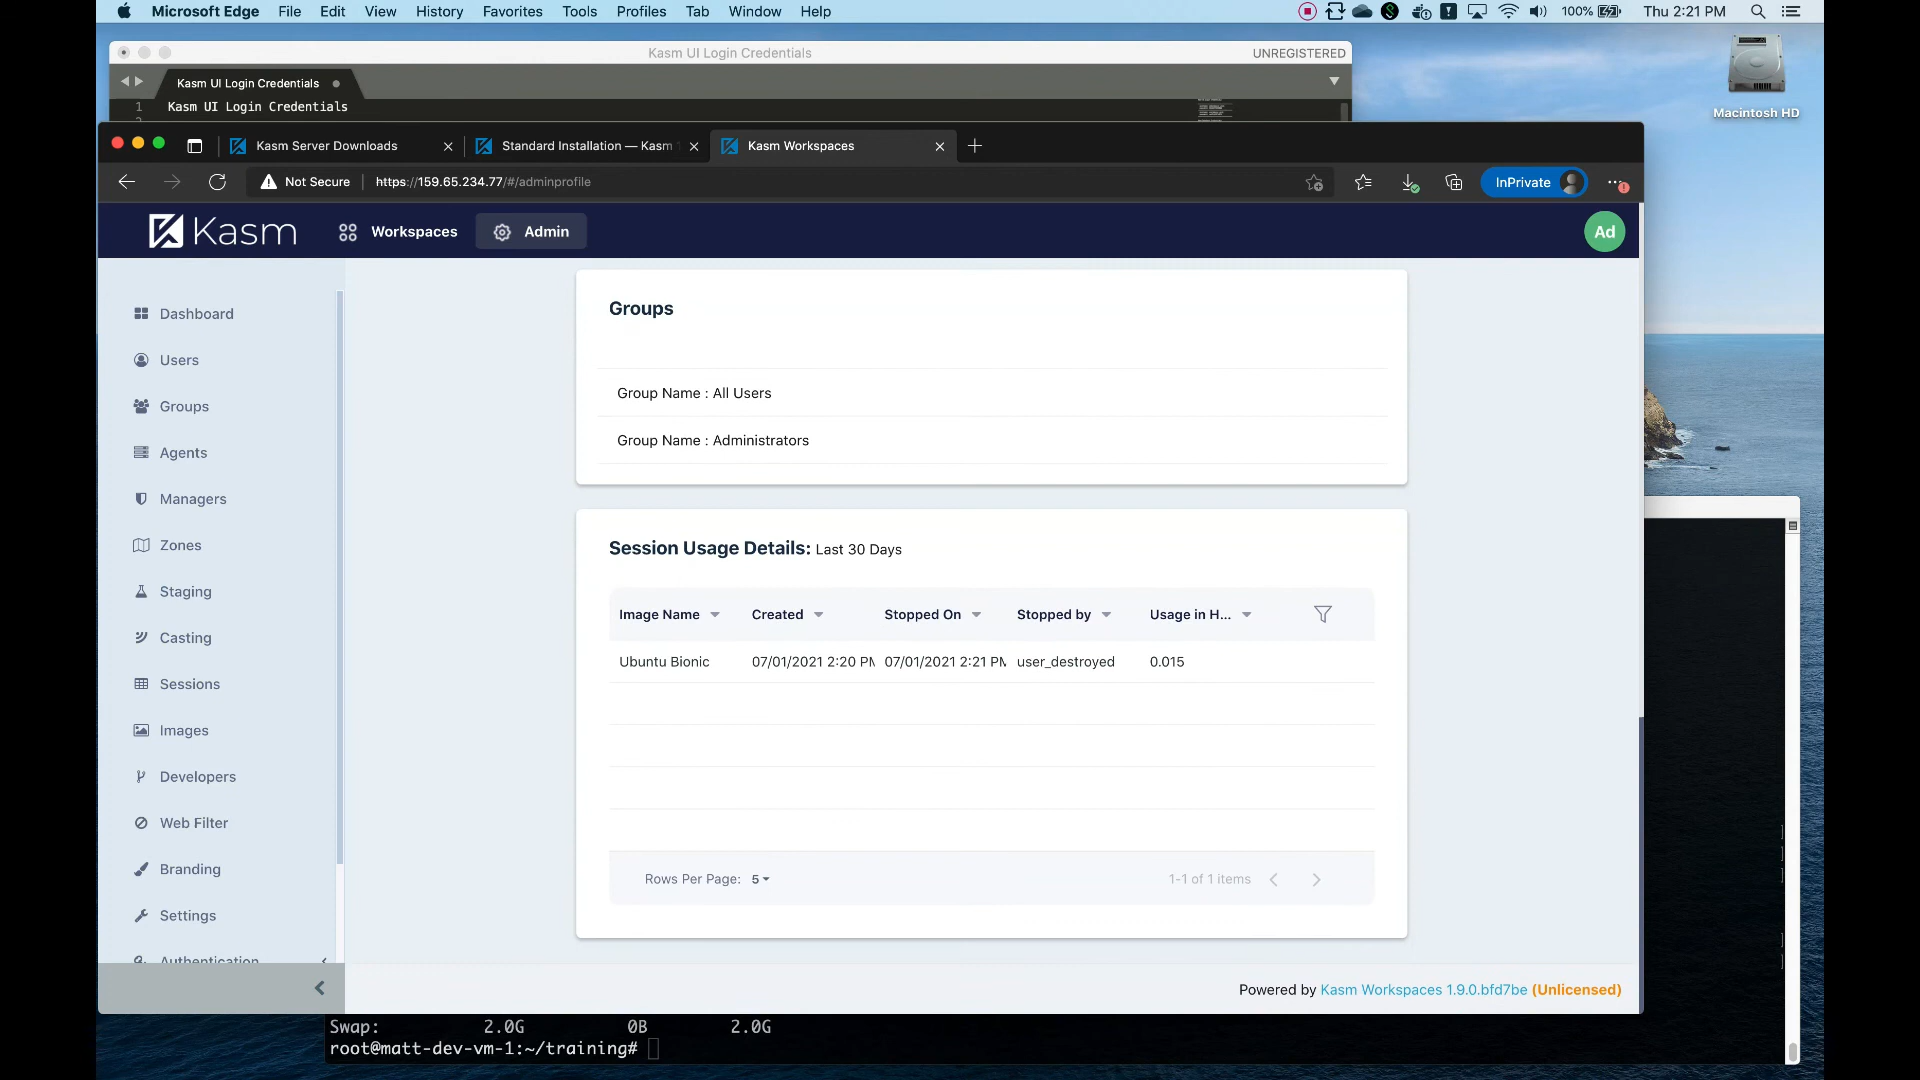 Microsoft Edge File Edit View History Favorites Tools Profiles Tab Window Help 100% Thu 2:21 PM
Kasm UI Login Credentials UNREGISTERED
Kasm UI Login Credentials
1 Kasm UI Login Credentials
Macintosh HD
Kasm Server Downloads Standard Installation — Kasm Kasm Workspaces
Not Secure https://159.65.234.77/#/adminprofile InPrivate
Kasm Workspaces Admin Ad
Dashboard
Users
Groups
Agents
Managers
Zones
Staging
Casting
Sessions
Images
Developers
Web Filter
Branding
Settings
Authentication
Groups
Group Name : All Users
Group Name : Administrators
Session Usage Details: Last 30 Days
Image Name Created Stopped On Stopped by Usage in H...
Ubuntu Bionic 07/01/2021 2:20 PM 07/01/2021 2:21 PM user_destroyed 0.015
Rows Per Page: 5 1-1 of 1 items
Powered by Kasm Workspaces 1.9.0.bfd7be (Unlicensed)
Swap: 2.0G 0B 2.0G
root@matt-dev-vm-1:~/training#